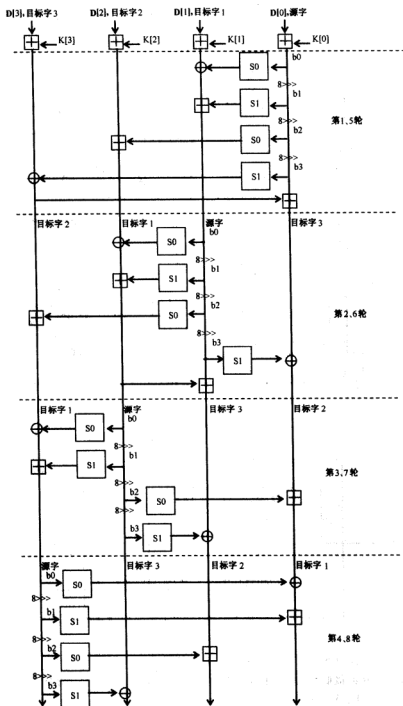 D[3],目标字3 D[2],目标字2 D[1],目标字1 D[0],源字
K[3] K[2] K[1] K[0]
b0
S0
8>>>
b1
S1
8>>>
第1,5轮
b2
S0
8>>>
b3
S1
目标字2 目标字1 源字 目标字3
b0
S0
8>>>
b1
S1
8>>>
b2
S0
第2,6轮
8>>>
b3
S1
目标字1 源字 目标字3 目标字2
b0
S0
8>>>
b1
S1
8>>>
b2
S0
第3,7轮
8>>>
b3
S1
源字 目标字3 目标字2 目标字1
b0
S0
8>>>
b1
S1
8>>>
第4,8轮
b2
S0
8>>>
b3
S1